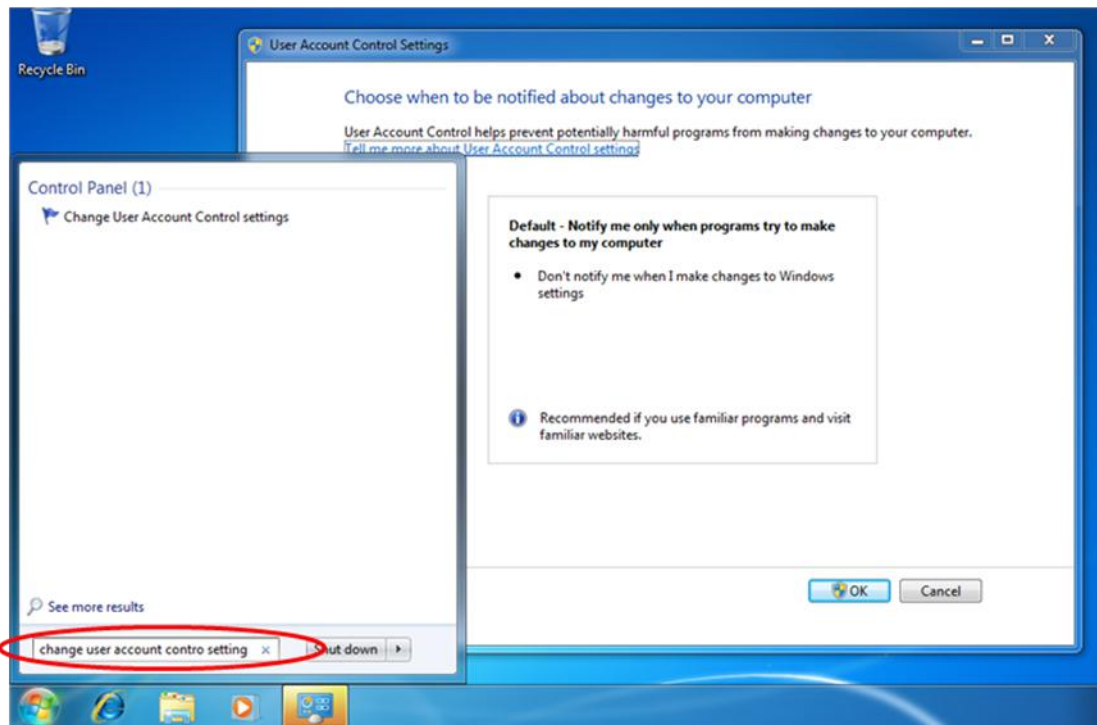 Recycle Bin
User Account Control Settings
Choose when to be notified about changes to your computer
User Account Control helps prevent potentially harmful programs from making changes to your computer.
Tell me more about User Account Control settings
Control Panel (1)
Change User Account Control settings
Default - Notify me only when programs try to make
changes to my computer
• Don't notify me when I make changes to Windows
settings
Recommended if you use familiar programs and visit
familiar websites.
OK
Cancel
See more results
change user account contro setting
Shut down